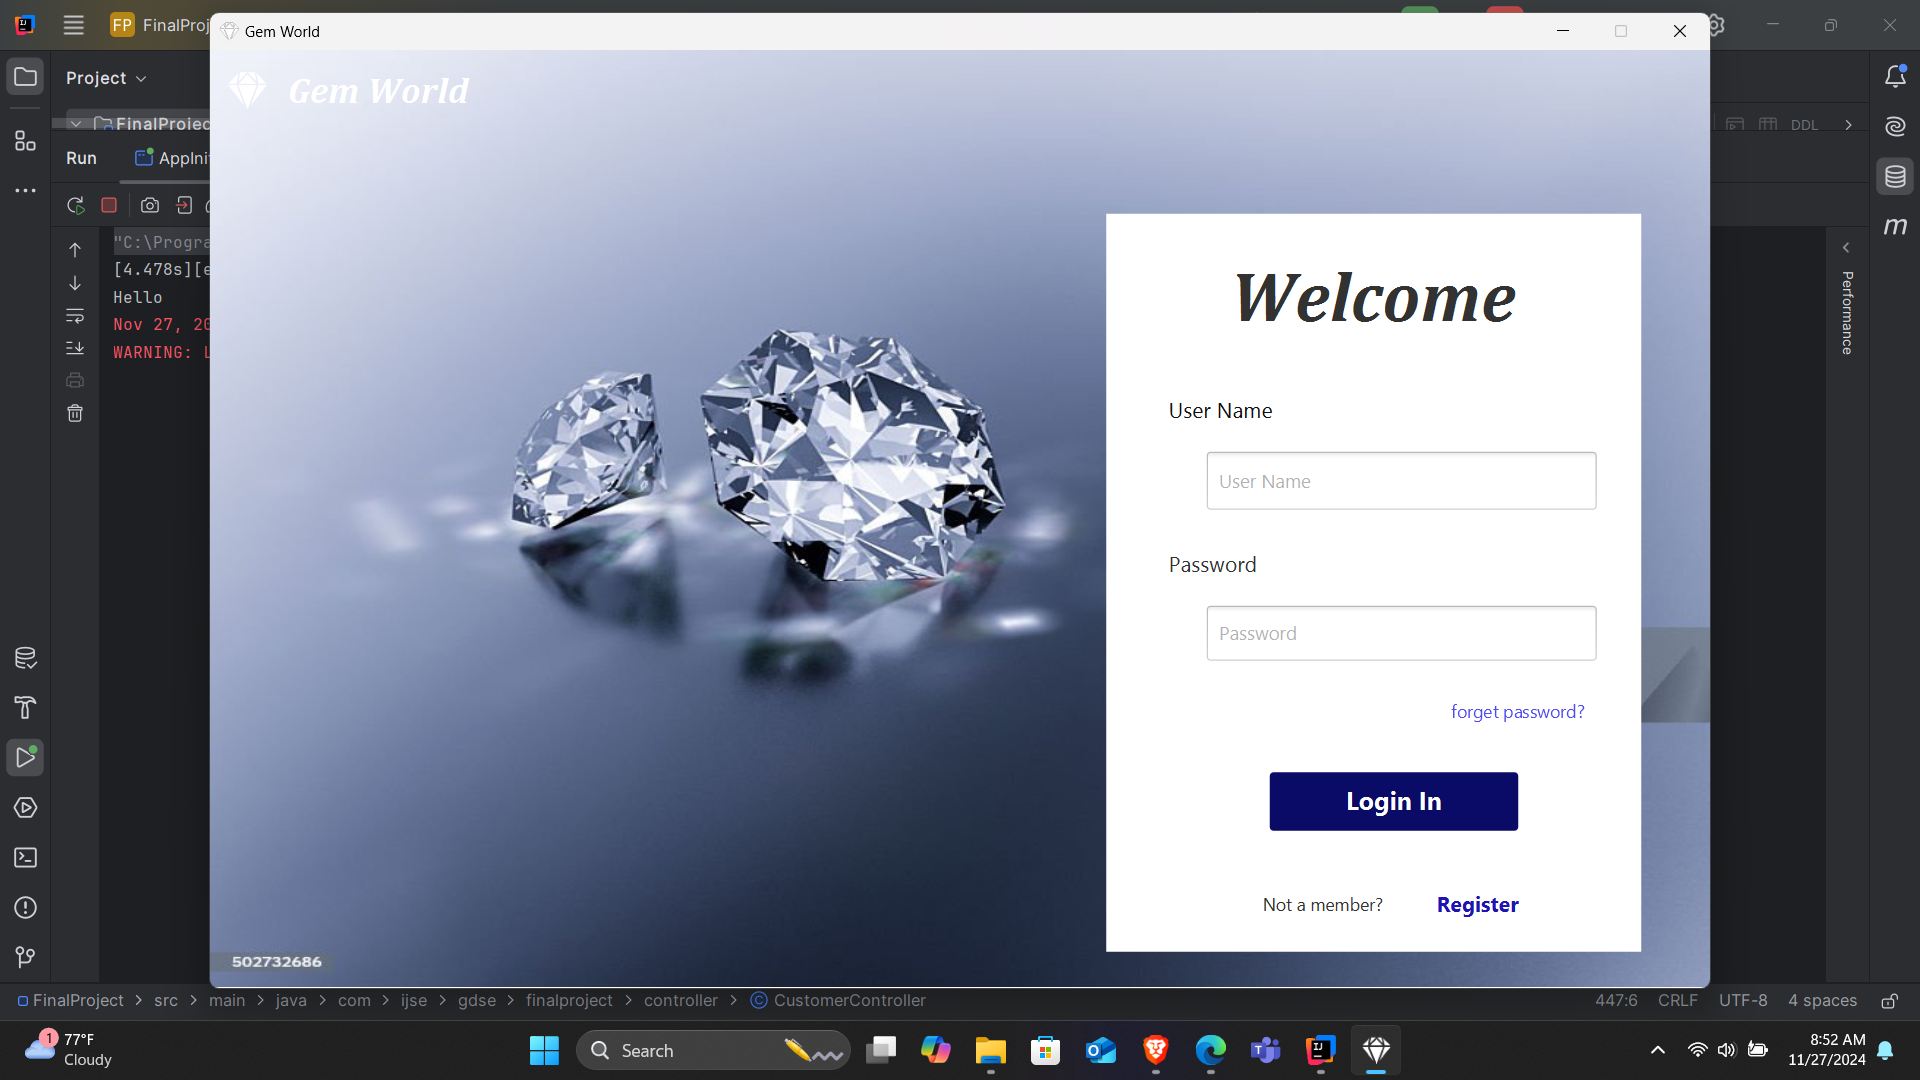 FP FinalProj
Gem World
Project
Gem World
FinalProjec
DDL
Run AppIni
"C:\Progra
[4.478s][e
Hello
Nov 27, 20
WARNING: L
Performance
m
Welcome
User Name
User Name
Password
Password
forget password?
Login In
Not a member? Register
502732686
FinalProject > src > main > java > com > ijse > gdse > finalproject > controller > CustomerController
447:6 CRLF UTF-8 4 spaces
1 77°F
Cloudy
Search
8:52 AM
11/27/2024